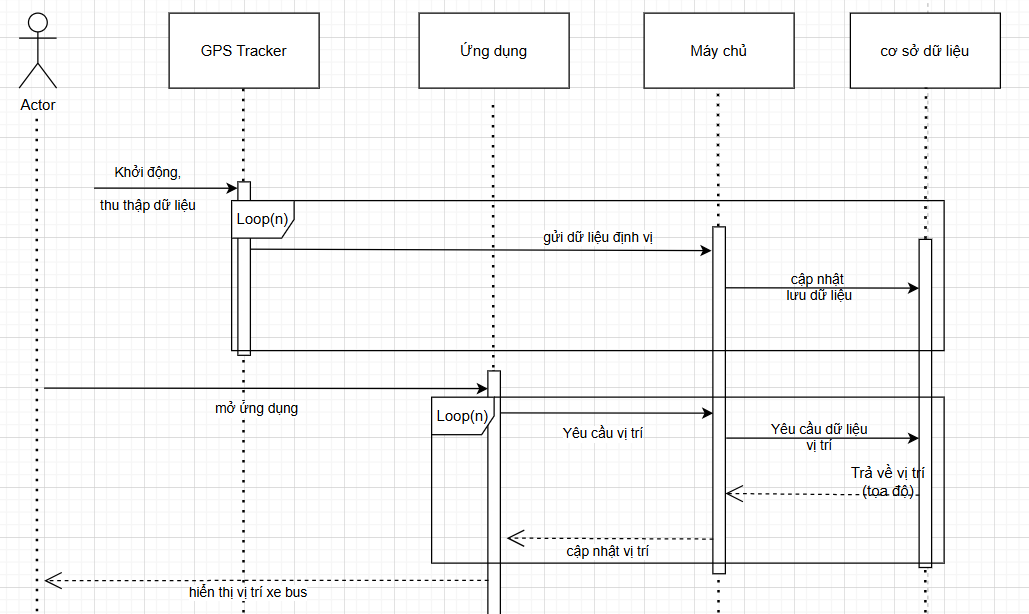 GPS Tracker
Ứng dụng
Máy chủ
cơ sở dữ liệu
Actor
Khởi động,
thu thập dữ liệu
Loop(n)
gửi dữ liệu định vị
cập nhật
lưu dữ liệu
mở ứng dụng
Loop(n)
Yêu cầu vị trí
Yêu cầu dữ liệu
vị trí
Trả về vị trí
(tọa độ)
cập nhật vị trí
hiển thị vị trí xe bus